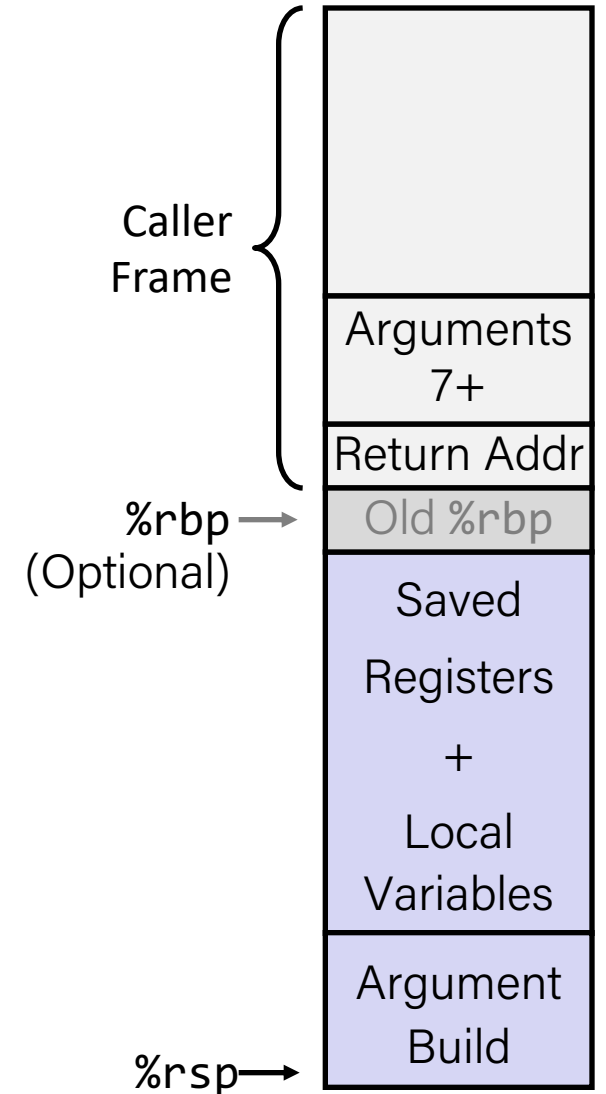 Caller
Frame
Arguments
7+
Return Addr
%rbp
(Optional)
Old %rbp
Saved
Registers
+
Local
Variables
Argument
Build
%rsp